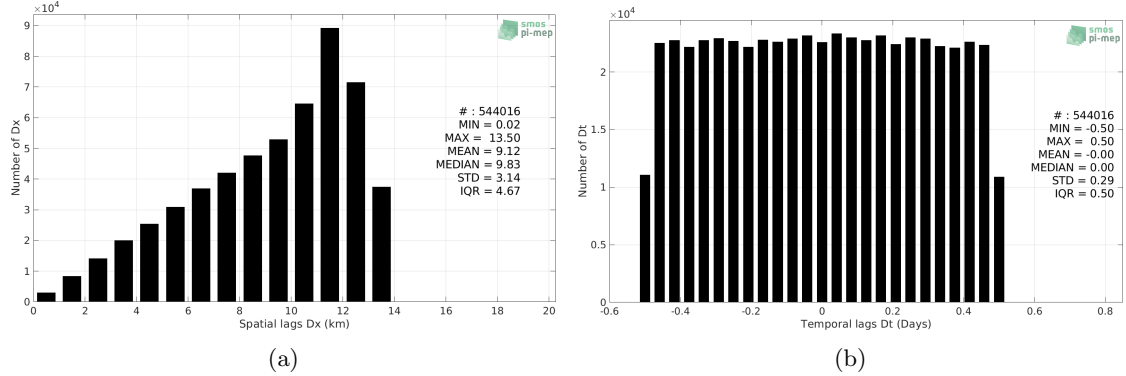 ×10⁴
9
8
7
6
5
4
3
2
1
0
Number of Dx
0 2 4 6 8 10 12 14 16 18 20
Spatial lags Dx (km)
smos
pi-mep
# : 544016
MIN = 0.02
MAX = 13.50
MEAN = 9.12
MEDIAN = 9.83
STD = 3.14
IQR = 4.67
(a)
×10⁴
2
1.5
1
0.5
0
Number of Dt
-0.6 -0.4 -0.2 0 0.2 0.4 0.6 0.8
Temporal lags Dt (Days)
smos
pi-mep
# : 544016
MIN = -0.50
MAX = 0.50
MEAN = -0.00
MEDIAN = 0.00
STD = 0.29
IQR = 0.50
(b)